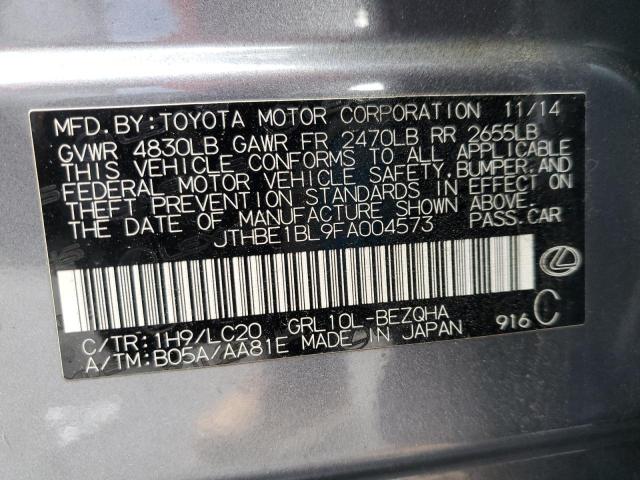 MFD. BY: TOYOTA MOTOR CORPORATION 11/14
GVWR 4830LB GAWR FR 2470LB RR 2655LB
THIS VEHICLE CONFORMS TO ALL APPLICABLE
FEDERAL MOTOR VEHICLE SAFETY, BUMPER, AND
THEFT PREVENTION STANDARDS IN EFFECT ON
THE DATE OF MANUFACTURE SHOWN ABOVE.
JTHBE1BL9FA004573 PASS.CAR
C/TR: 1H9/LC20 GRL10L-BEZQHA 916 C
A/TM: B05A/AA81E MADE IN JAPAN